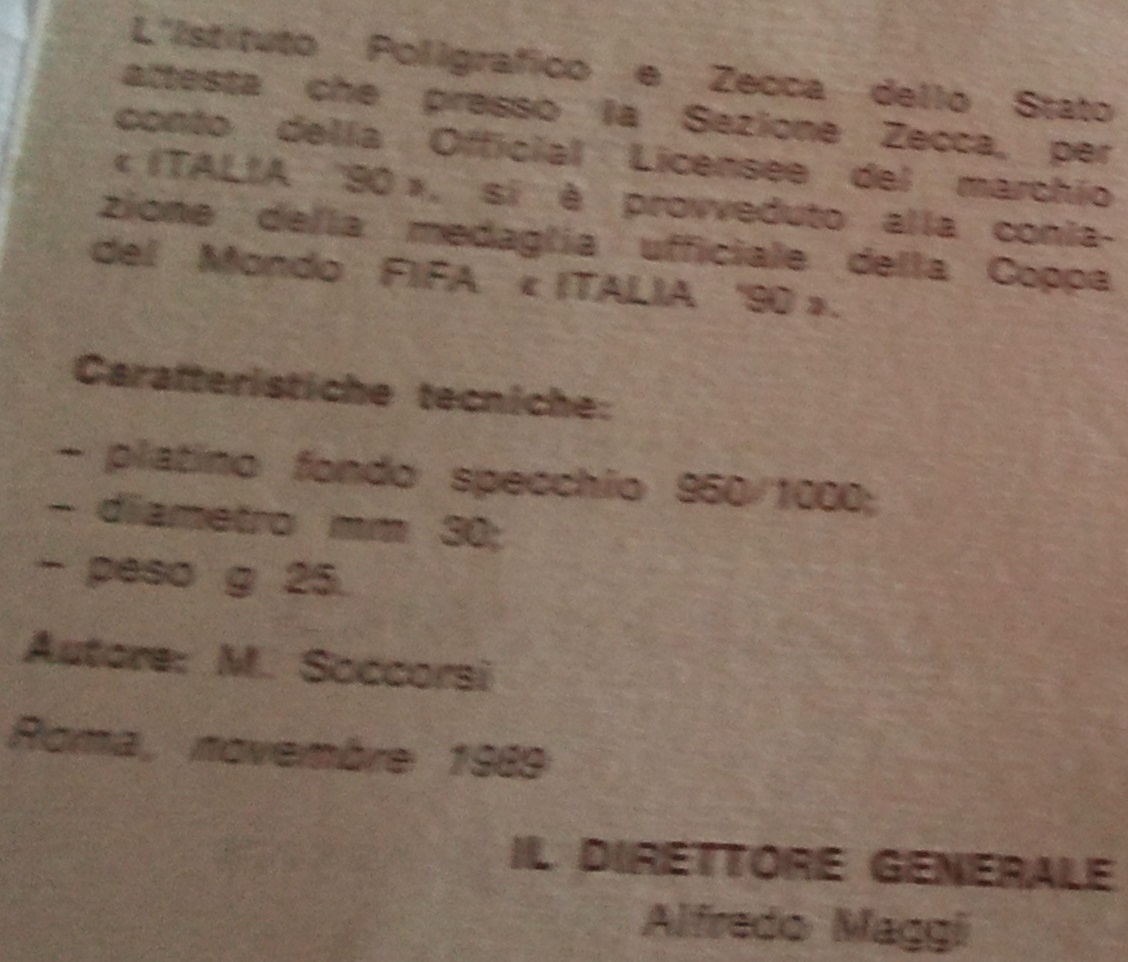 L'Istituto Poligrafico e Zecca dello Stato
attesta che presso la Sezione Zecca, per
conto della Official Licensee del marchio
« ITALIA '90 », si è provveduto alla conia-
zione della medaglia ufficiale della Coppa
del Mondo FIFA « ITALIA '90 ».
Caratteristiche tecniche:
– platino fondo specchio 950/1000;
– diametro mm 30;
– peso g 25.
Autore: M. Soccorsi
Roma, novembre 1989
IL DIRETTORE GENERALE
Alfredo Maggi